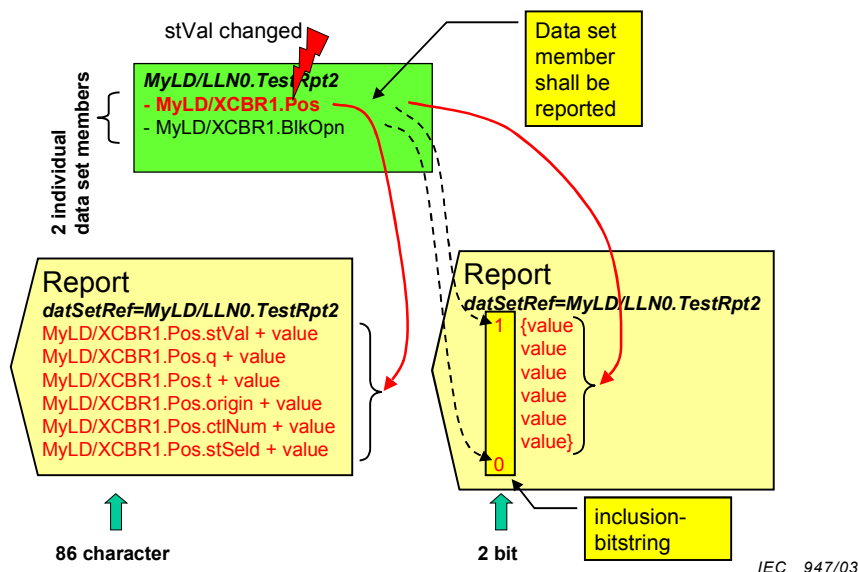 stVal changed
Data set
member
shall be
reported
MyLD/LLN0.TestRpt2
- MyLD/XCBR1.Pos
- MyLD/XCBR1.BlkOpn
2 individual
data set members
Report
datSetRef=MyLD/LLN0.TestRpt2
MyLD/XCBR1.Pos.stVal + value
MyLD/XCBR1.Pos.q + value
MyLD/XCBR1.Pos.t + value
MyLD/XCBR1.Pos.origin + value
MyLD/XCBR1.Pos.ctlNum + value
MyLD/XCBR1.Pos.stSeld + value
86 character
Report
datSetRef=MyLD/LLN0.TestRpt2
1 {value
value
value
value
value
value}
0
2 bit
inclusion-
bitstring
IEC 947/03